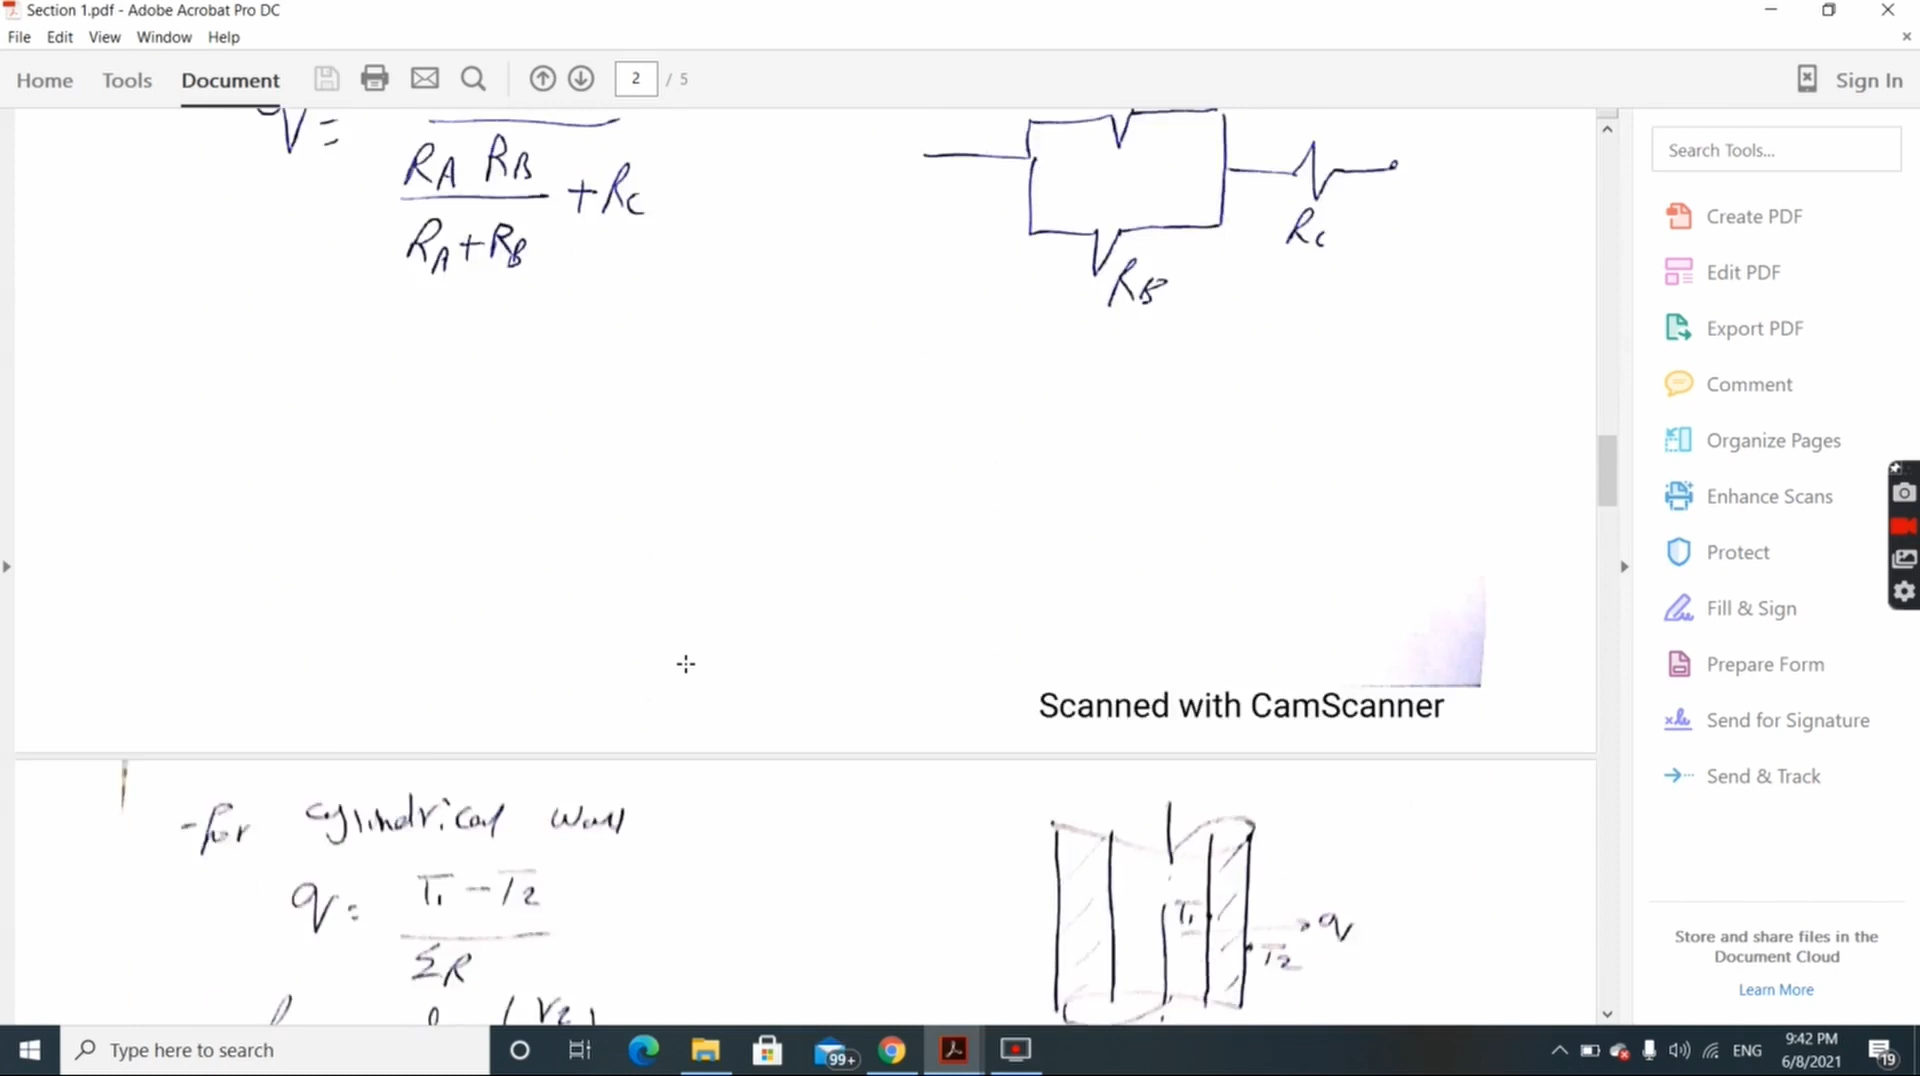 Section 1.pdf - Adobe Acrobat Pro DC
File Edit View Window Help
Home Tools Document 2 / 5 Sign In
q =
RA RB
RA + RB
+ Rc
RB
Rc
Scanned with CamScanner
- for cylindrical wall
q = T1 - T2
ΣR
T1
T2
q
Search Tools...
Create PDF
Edit PDF
Export PDF
Comment
Organize Pages
Enhance Scans
Protect
Fill & Sign
Prepare Form
Send for Signature
Send & Track
Store and share files in the
Document Cloud
Learn More
Type here to search
99+
ENG
9:42 PM
6/8/2021
19